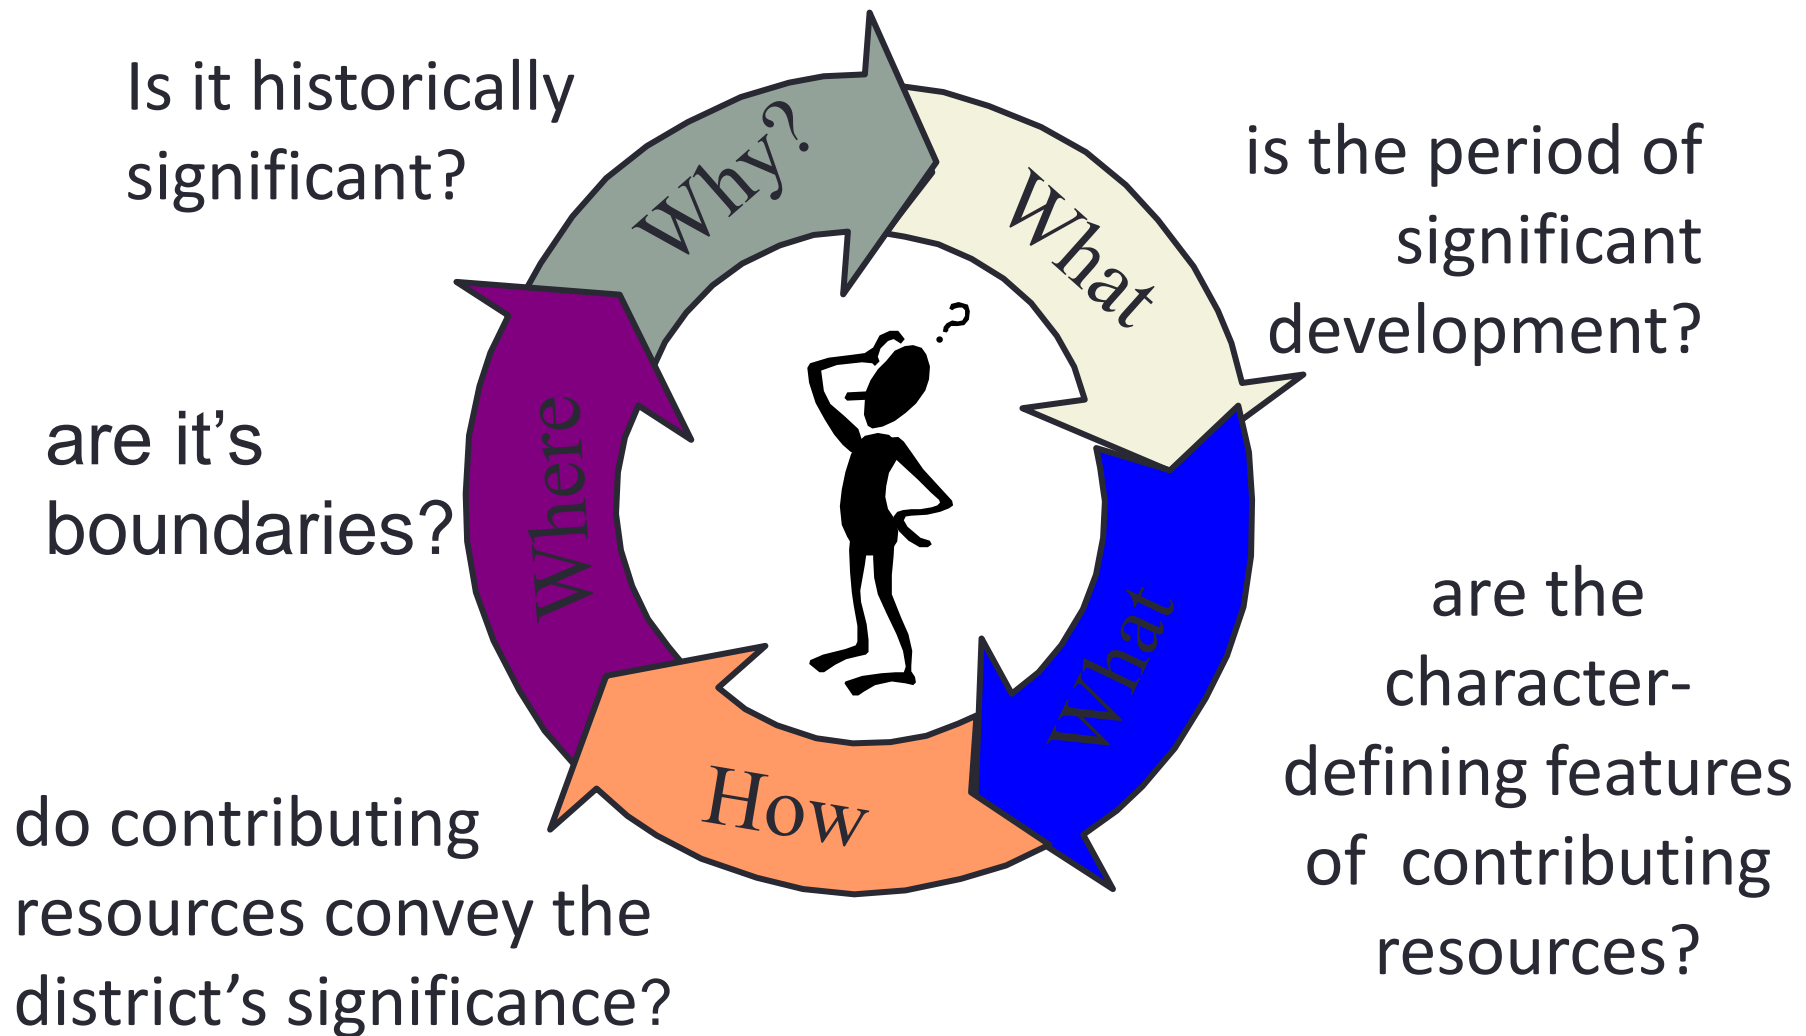 Why?
Is it historically
significant?
What
is the period of
significant
development?
What
are the
character-
defining features
of contributing
resources?
How
do contributing
resources convey the
district’s significance?
Where
are it’s
boundaries?
?